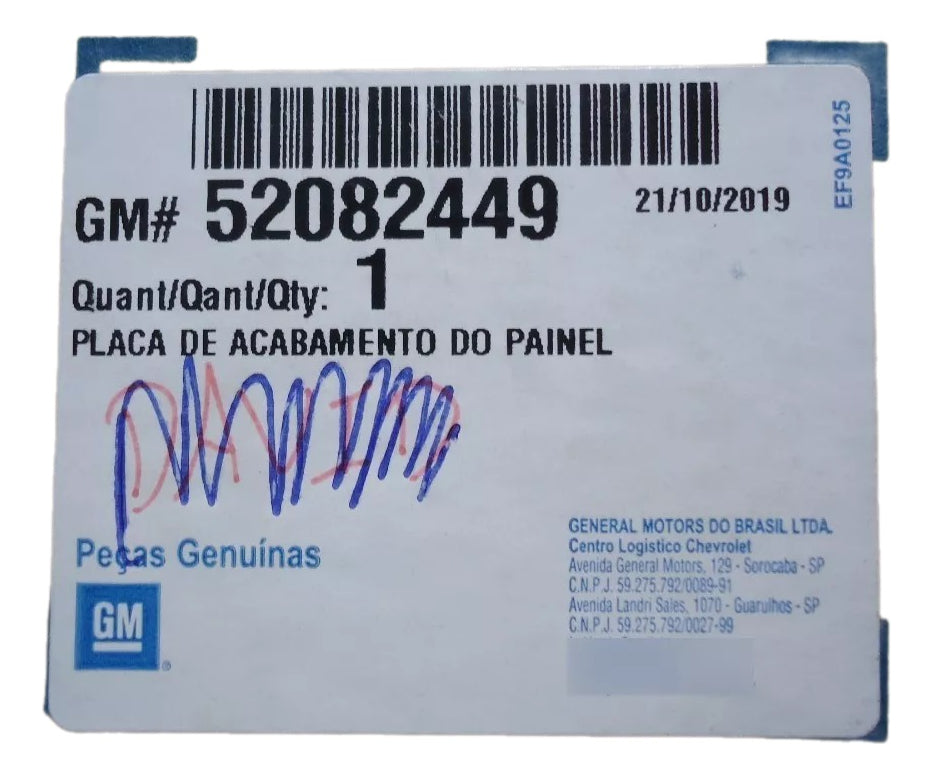 GM# 52082449
21/10/2019
EF9A0125
Quant/Qant/Qty: 1
PLACA DE ACABAMENTO DO PAINEL
DAVID
Peças Genuínas
GM
GENERAL MOTORS DO BRASIL LTDA.
Centro Logístico Chevrolet
Avenida General Motors, 129 - Sorocaba - SP
C.N.P.J. 59.275.792/0089-91
Avenida Landri Sales, 1070 - Guarulhos - SP
C.N.P.J. 59.275.792/0027-99